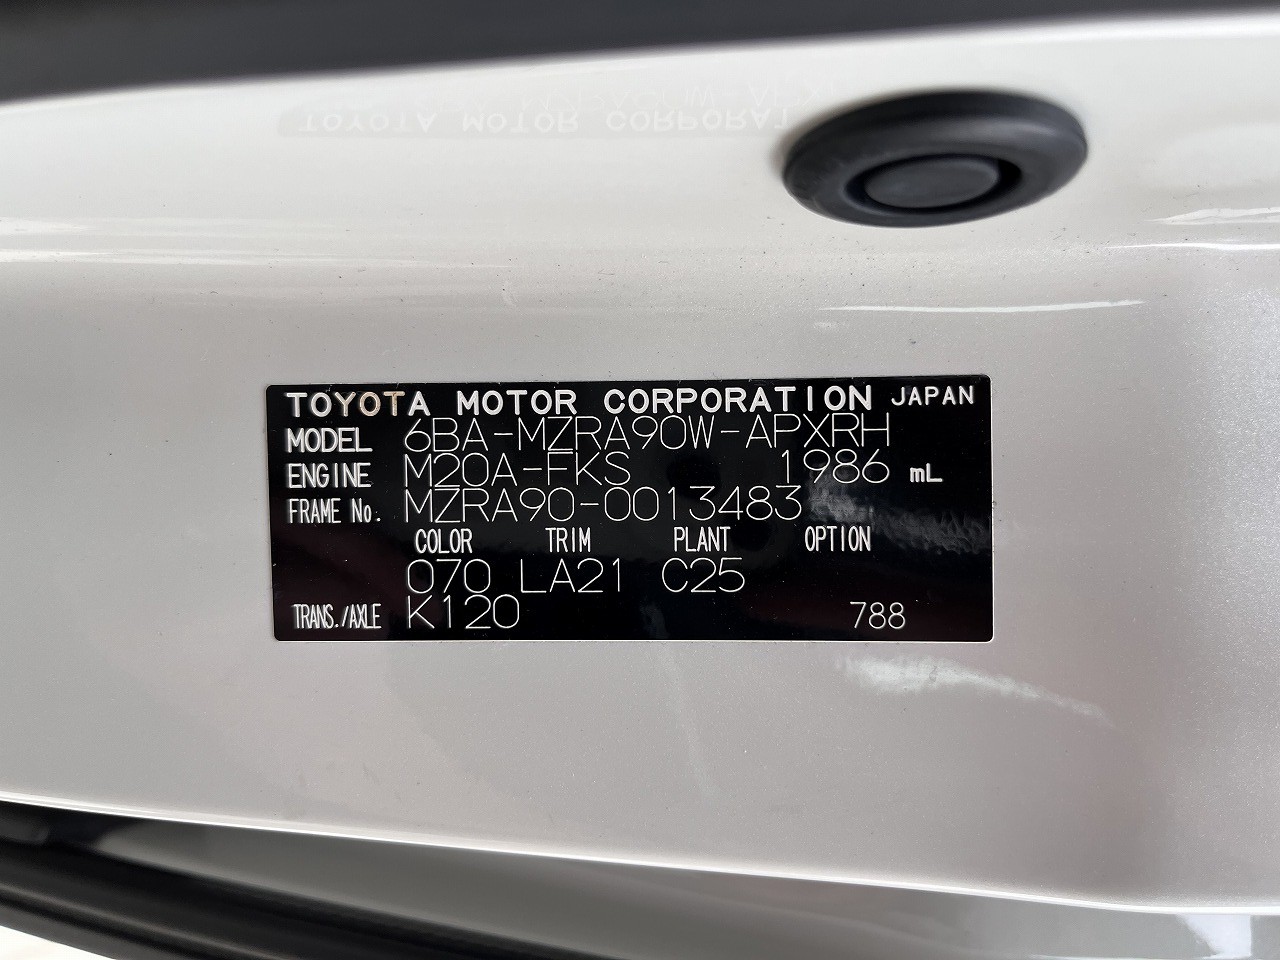 TOYOTA MOTOR CORPORATION JAPAN
MODEL 6BA-MZRA90W-APXRH
ENGINE M20A-FKS 1986 mL
FRAME No. MZRA90-0013483
COLOR TRIM PLANT OPTION
070 LA21 C25
TRANS./AXLE K120 788